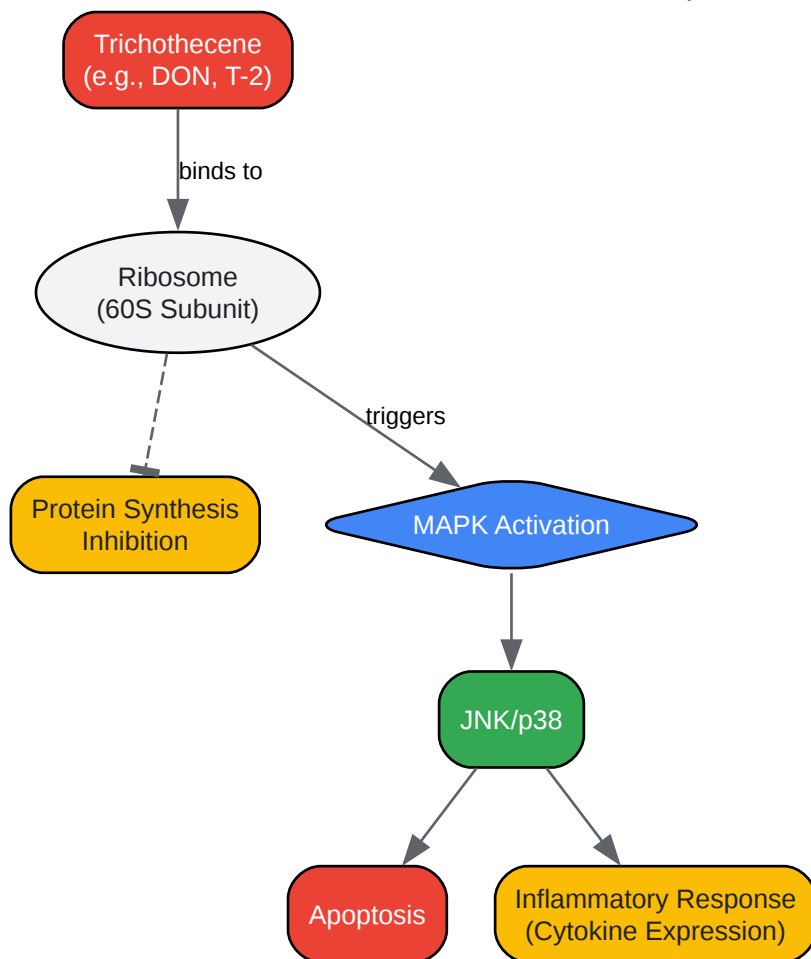 Trichothecene
(e.g., DON, T-2)
binds to
Ribosome
(60S Subunit)
triggers
Protein Synthesis
Inhibition
MAPK Activation
JNK/p38
Apoptosis
Inflammatory Response
(Cytokine Expression)